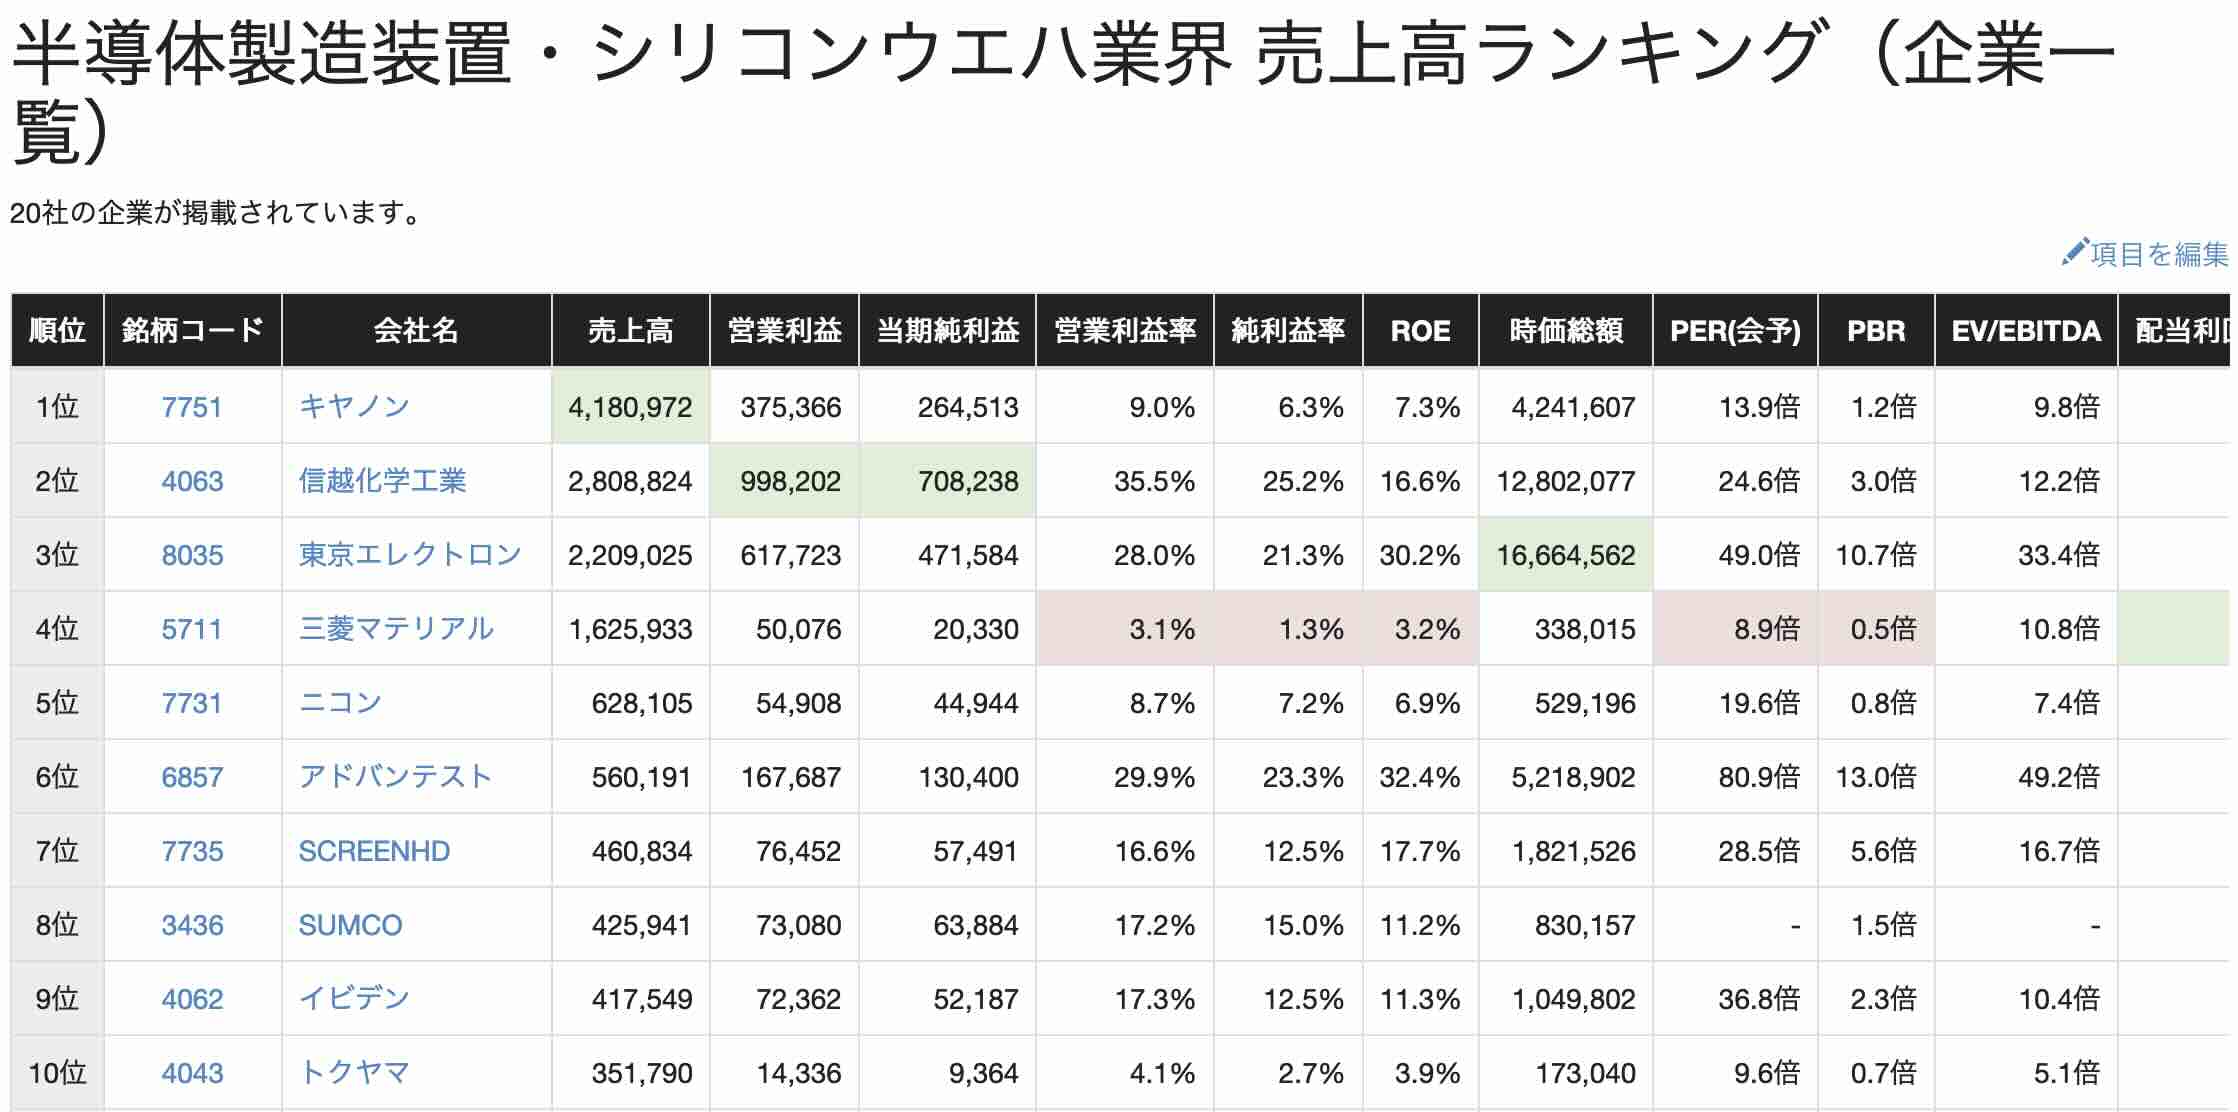 半導体製造装置・シリコンウエハ業界 売上高ランキング（企業一
覧）
20社の企業が掲載されています。
項目を編集
順位 銘柄コード 会社名 売上高 営業利益 当期純利益 営業利益率 純利益率 ROE 時価総額 PER(会予) PBR EV/EBITDA 配当利
1位 7751 キヤノン 4,180,972 375,366 264,513 9.0% 6.3% 7.3% 4,241,607 13.9倍 1.2倍 9.8倍
2位 4063 信越化学工業 2,808,824 998,202 708,238 35.5% 25.2% 16.6% 12,802,077 24.6倍 3.0倍 12.2倍
3位 8035 東京エレクトロン 2,209,025 617,723 471,584 28.0% 21.3% 30.2% 16,664,562 49.0倍 10.7倍 33.4倍
4位 5711 三菱マテリアル 1,625,933 50,076 20,330 3.1% 1.3% 3.2% 338,015 8.9倍 0.5倍 10.8倍
5位 7731 ニコン 628,105 54,908 44,944 8.7% 7.2% 6.9% 529,196 19.6倍 0.8倍 7.4倍
6位 6857 アドバンテスト 560,191 167,687 130,400 29.9% 23.3% 32.4% 5,218,902 80.9倍 13.0倍 49.2倍
7位 7735 SCREENHD 460,834 76,452 57,491 16.6% 12.5% 17.7% 1,821,526 28.5倍 5.6倍 16.7倍
8位 3436 SUMCO 425,941 73,080 63,884 17.2% 15.0% 11.2% 830,157 - 1.5倍 -
9位 4062 イビデン 417,549 72,362 52,187 17.3% 12.5% 11.3% 1,049,802 36.8倍 2.3倍 10.4倍
10位 4043 トクヤマ 351,790 14,336 9,364 4.1% 2.7% 3.9% 173,040 9.6倍 0.7倍 5.1倍